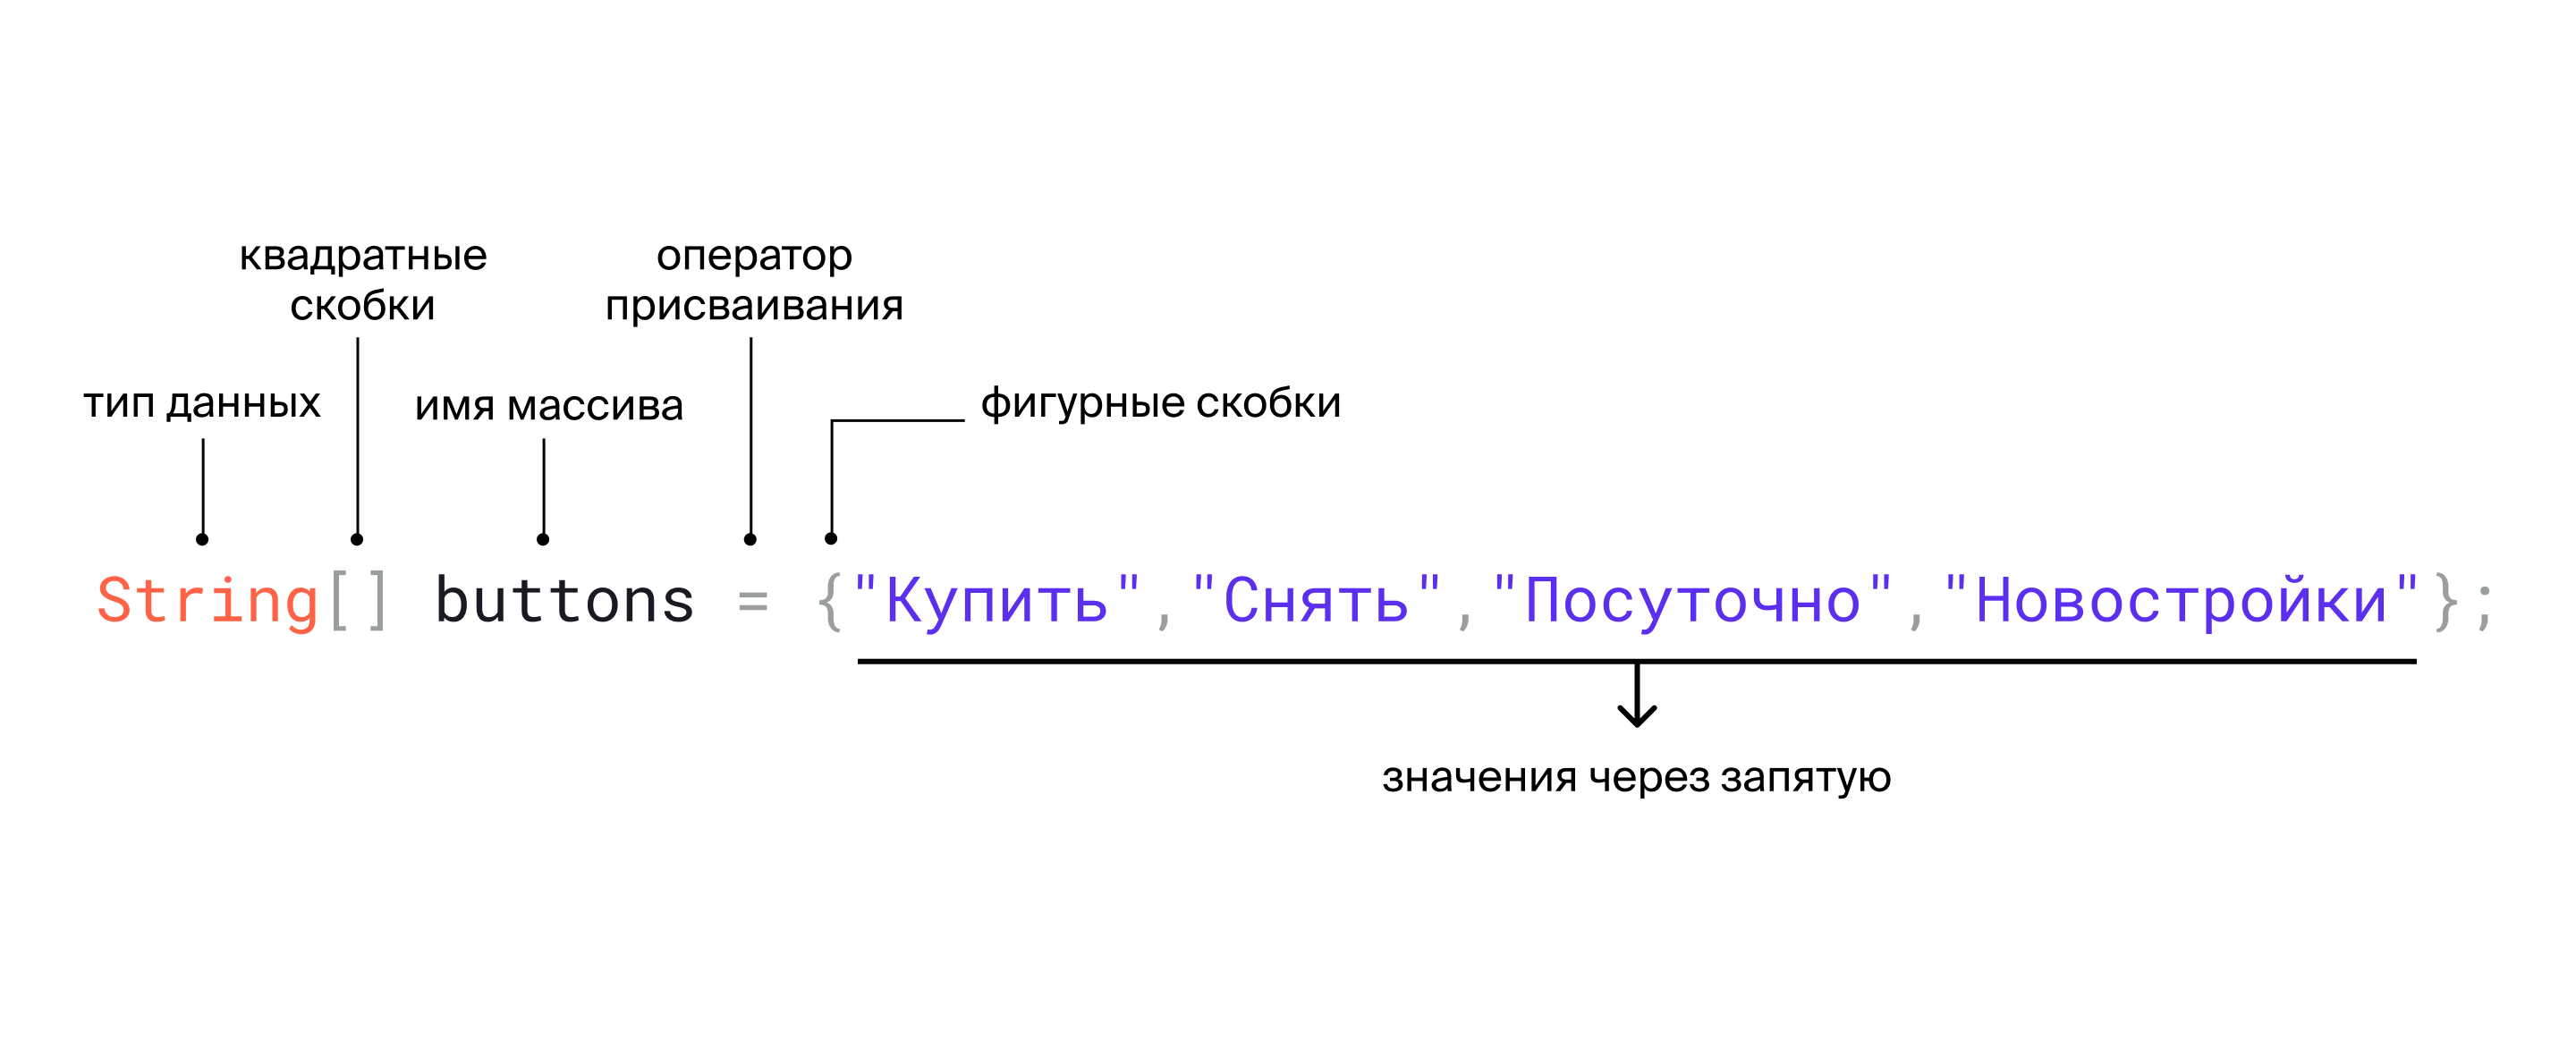 квадратные
скобки
оператор
присваивания
тип данных
имя массива
фигурные скобки
String[] buttons = {"Купить","Снять","Посуточно","Новостройки"};
значения через запятую